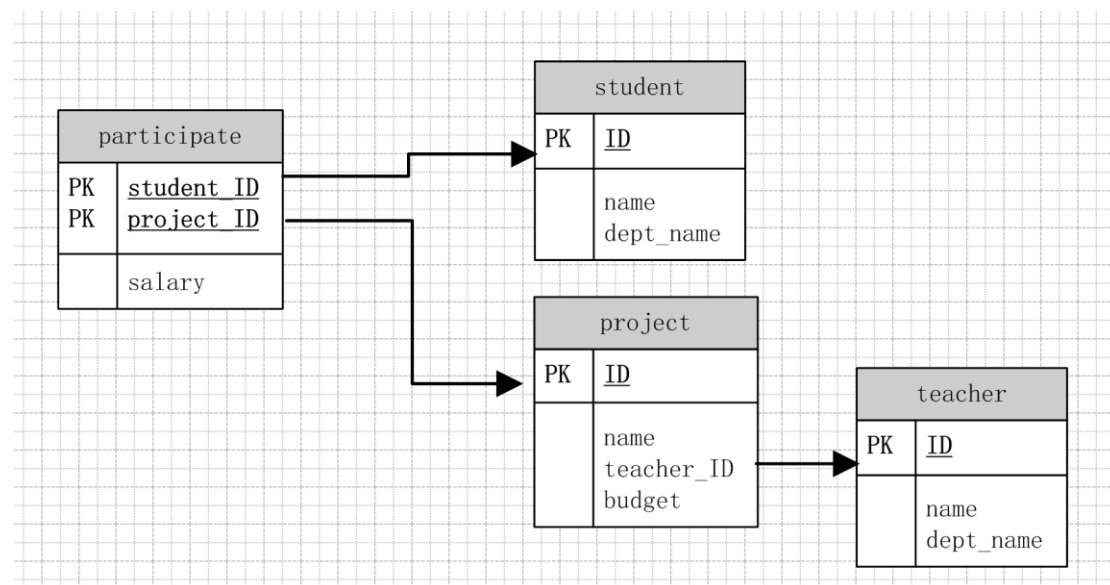 participate
PK student_ID
PK project_ID
salary
student
PK ID
name
dept_name
project
PK ID
name
teacher_ID
budget
teacher
PK ID
name
dept_name